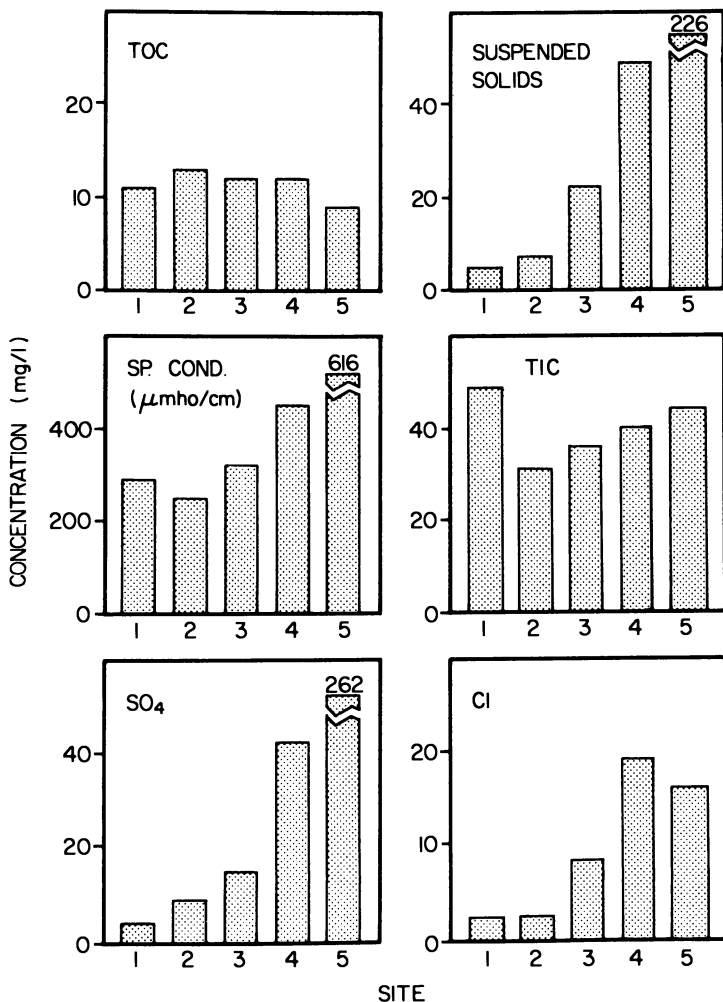 TOC
20
10
0
1 2 3 4 5
226
SUSPENDED
SOLIDS
40
20
0
1 2 3 4 5
616
SP. COND.
(μmho/cm)
400
200
0
1 2 3 4 5
TIC
40
20
0
1 2 3 4 5
262
SO₄
40
20
0
1 2 3 4 5
Cl
20
10
0
1 2 3 4 5
CONCENTRATION (mg/l)
SITE